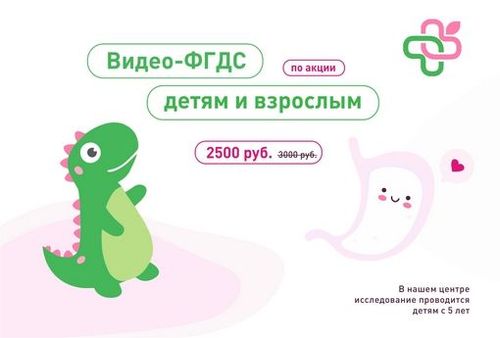 Видео-ФГДС
по акции
детям и взрослым
2500 руб. 3000 руб.
В нашем центре
исследование проводится
детям с 5 лет